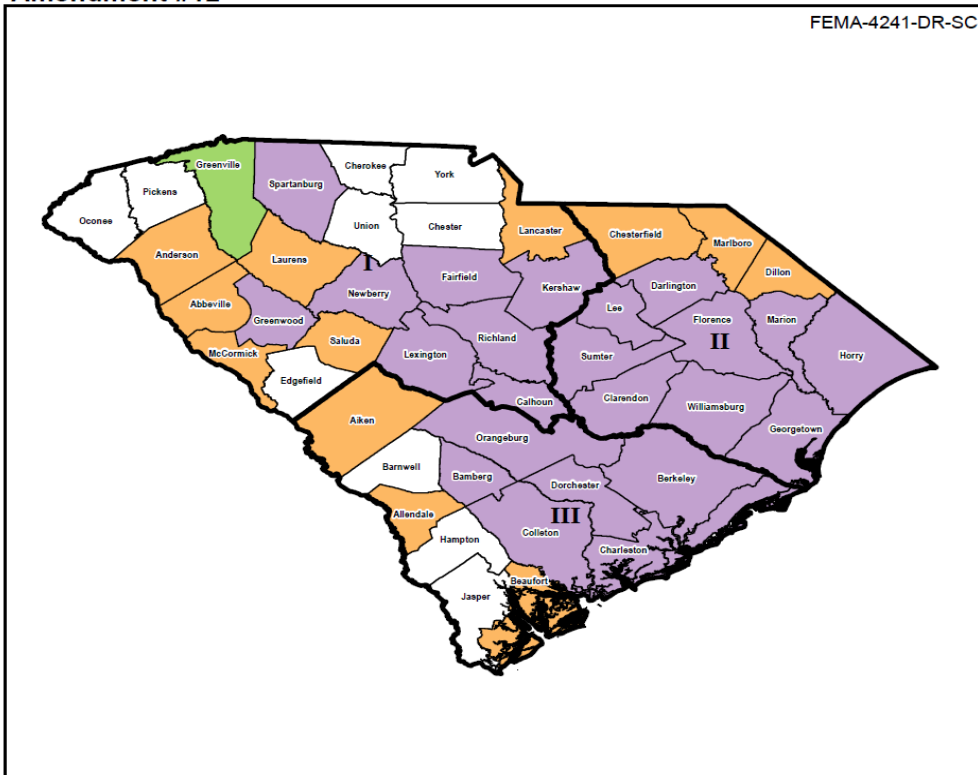 FEMA-4241-DR-SC
Greenville
Spartanburg
Cherokee
York
Pickens
Oconee
Union
Chester
Lancaster
Chesterfield
Marlboro
Dillon
Anderson
Laurens
I
Fairfield
Kershaw
Darlington
Newberry
Abbeville
Greenwood
Lee
Florence
Marion
Richland
II
McCormick
Saluda
Lexington
Sumter
Horry
Edgefield
Calhoun
Clarendon
Williamsburg
Aiken
Georgetown
Orangeburg
Barnwell
Bamberg
Dorchester
Berkeley
Allendale
III
Colleton
Hampton
Charleston
Beaufort
Jasper